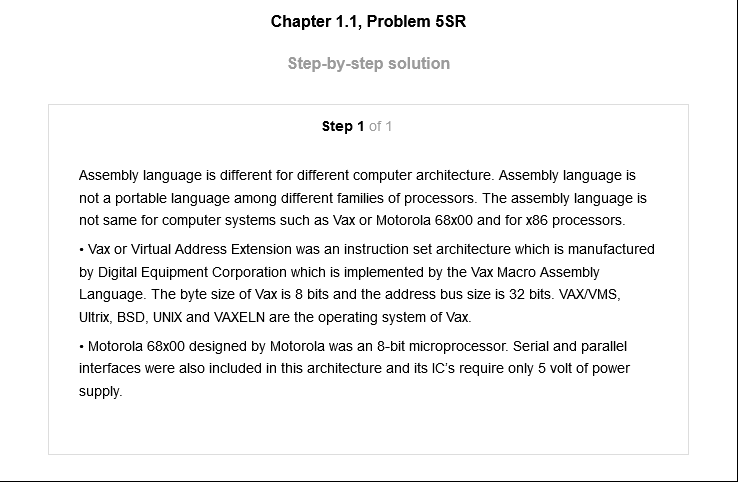 Chapter 1.1, Problem 5SR
Step-by-step solution
Step 1 of 1
Assembly language is different for different computer architecture. Assembly language is
not a portable language among different families of processors. The assembly language is
not same for computer systems such as Vax or Motorola 68x00 and for x86 processors.
• Vax or Virtual Address Extension was an instruction set architecture which is manufactured
by Digital Equipment Corporation which is implemented by the Vax Macro Assembly
Language. The byte size of Vax is 8 bits and the address bus size is 32 bits. VAX/VMS,
Ultrix, BSD, UNIX and VAXELN are the operating system of Vax.
• Motorola 68x00 designed by Motorola was an 8-bit microprocessor. Serial and parallel
interfaces were also included in this architecture and its IC's require only 5 volt of power
supply.